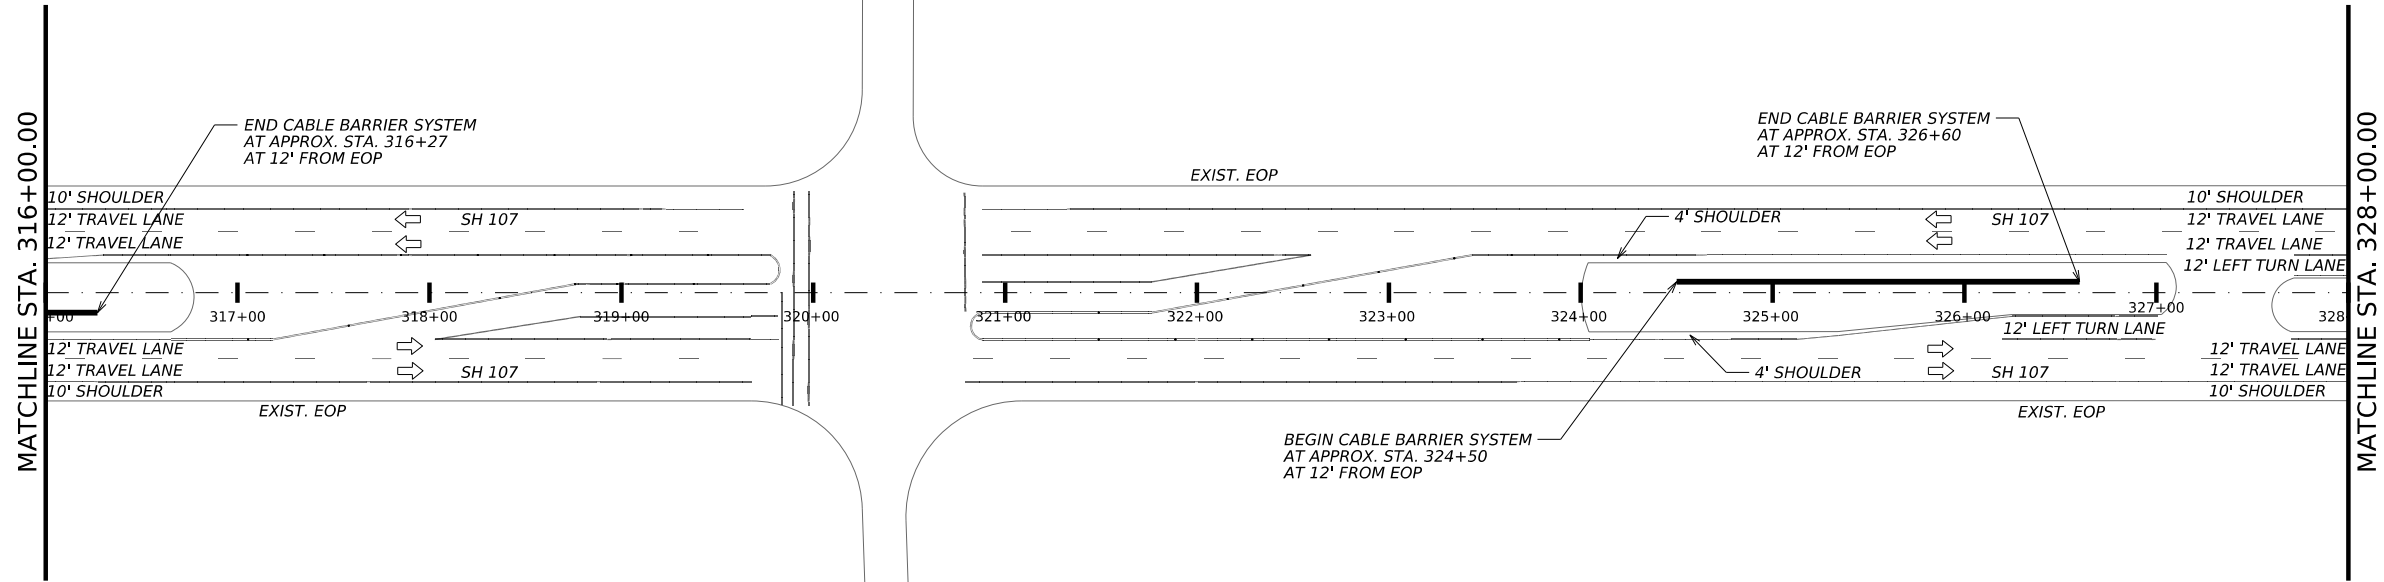 MATCHLINE STA. 316+00.00
END CABLE BARRIER SYSTEM
AT APPROX. STA. 316+27
AT 12' FROM EOP
EXIST. EOP
END CABLE BARRIER SYSTEM
AT APPROX. STA. 326+60
AT 12' FROM EOP
10' SHOULDER
12' TRAVEL LANE
SH 107
12' TRAVEL LANE
4' SHOULDER
SH 107
10' SHOULDER
12' TRAVEL LANE
12' TRAVEL LANE
12' LEFT TURN LANE
+00
317+00
318+00
319+00
320+00
321+00
322+00
323+00
324+00
325+00
326+00
327+00
328
12' LEFT TURN LANE
12' TRAVEL LANE
12' TRAVEL LANE
SH 107
10' SHOULDER
EXIST. EOP
4' SHOULDER
SH 107
12' TRAVEL LANE
12' TRAVEL LANE
10' SHOULDER
EXIST. EOP
BEGIN CABLE BARRIER SYSTEM
AT APPROX. STA. 324+50
AT 12' FROM EOP
MATCHLINE STA. 328+00.00